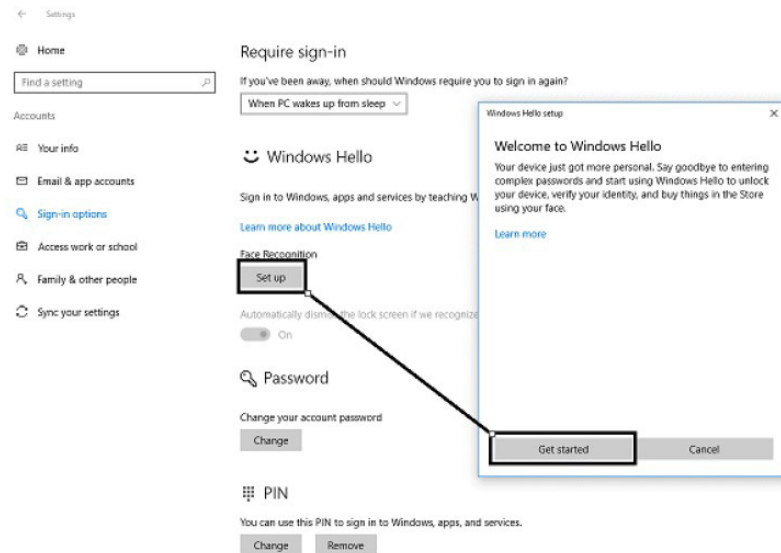 Settings
Home
Find a setting
Accounts
Your info
Email & app accounts
Sign-in options
Access work or school
Family & other people
Sync your settings
Require sign-in
If you've been away, when should Windows require you to sign in again?
When PC wakes up from sleep
Windows Hello
Sign in to Windows, apps and services by teaching W
Learn more about Windows Hello
Face Recognition
Set up
Automatically dismiss the lock screen if we recognize
On
Password
Change your account password
Change
PIN
You can use this PIN to sign in to Windows, apps, and services.
Change Remove
Windows Hello setup
Welcome to Windows Hello
Your device just got more personal. Say goodbye to entering
complex passwords and start using Windows Hello to unlock
your device, verify your identity, and buy things in the Store
using your face.
Learn more
Get started Cancel